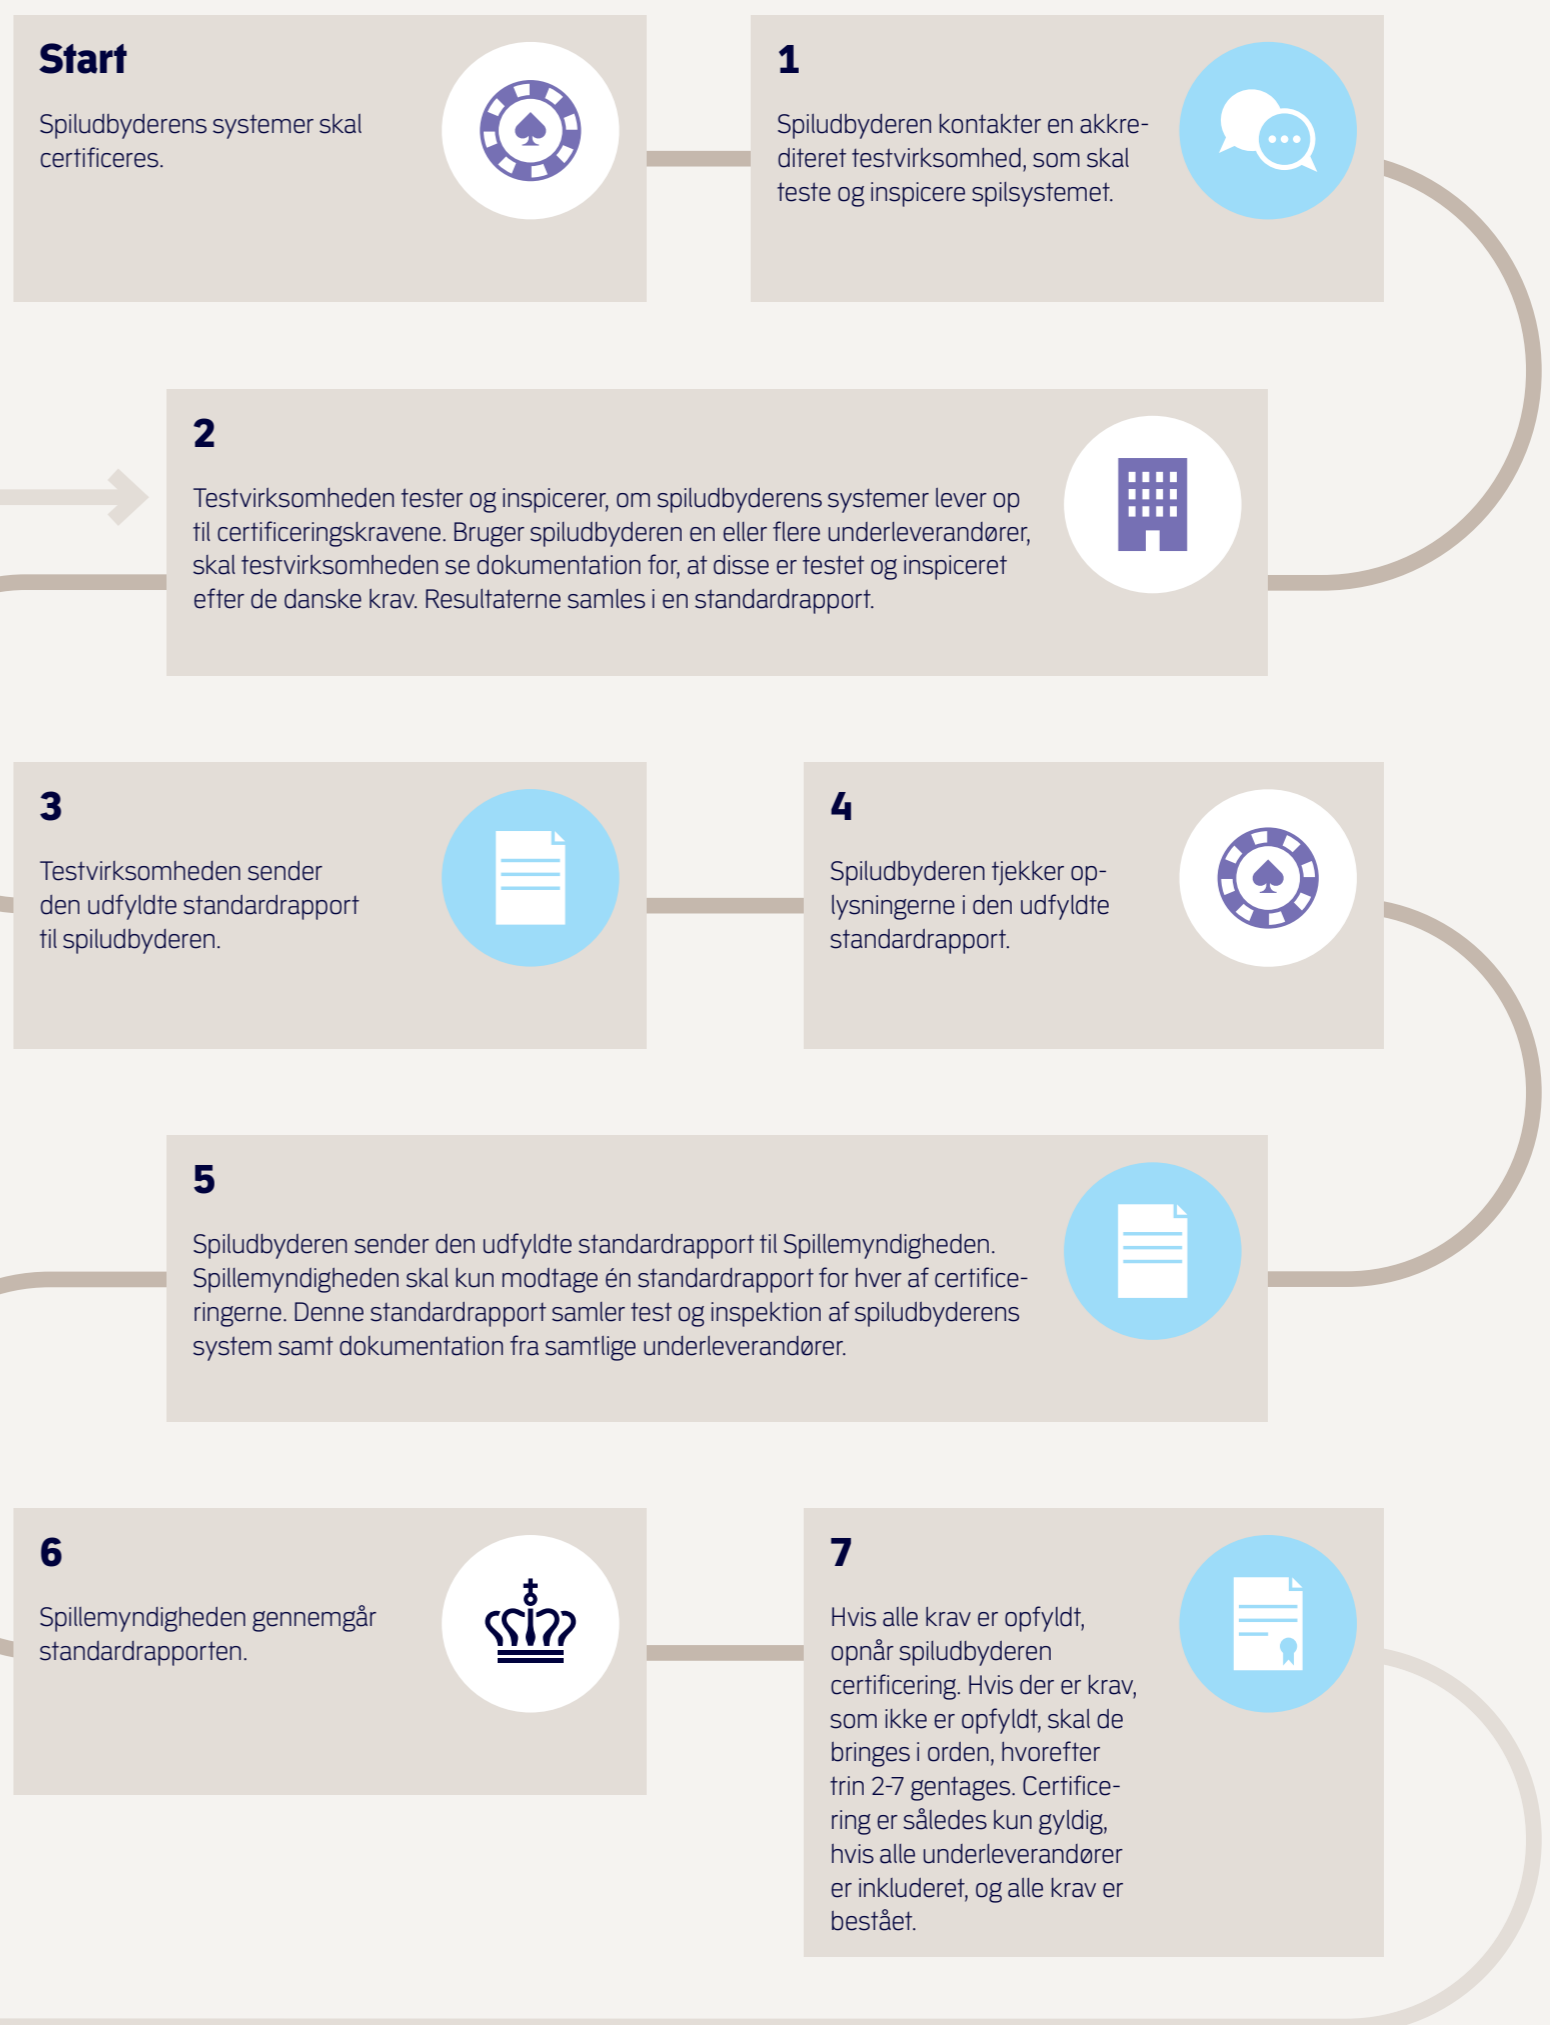 Start
Spiludbyderens systemer skal
certificeres.
1
Spiludbyderen kontakter en akkre-
diteret testvirksomhed, som skal
teste og inspicere spilsystemet.
2
Testvirksomheden tester og inspicerer, om spiludbyderens systemer lever op
til certificeringskravene. Bruger spiludbyderen en eller flere underleverandører,
skal testvirksomheden se dokumentation for, at disse er testet og inspiceret
efter de danske krav. Resultaterne samles i en standardrapport.
3
Testvirksomheden sender
den udfyldte standardrapport
til spiludbyderen.
4
Spiludbyderen tjekker op-
lysningerne i den udfyldte
standardrapport.
5
Spiludbyderen sender den udfyldte standardrapport til Spillemyndigheden.
Spillemyndigheden skal kun modtage én standardrapport for hver af certifice-
ringerne. Denne standardrapport samler test og inspektion af spiludbyderens
system samt dokumentation fra samtlige underleverandører.
6
Spillemyndigheden gennemgår
standardrapporten.
7
Hvis alle krav er opfyldt,
opnår spiludbyderen
certificering. Hvis der er krav,
som ikke er opfyldt, skal de
bringes i orden, hvorefter
trin 2-7 gentages. Certifice-
ring er således kun gyldig,
hvis alle underleverandører
er inkluderet, og alle krav er
bestået.